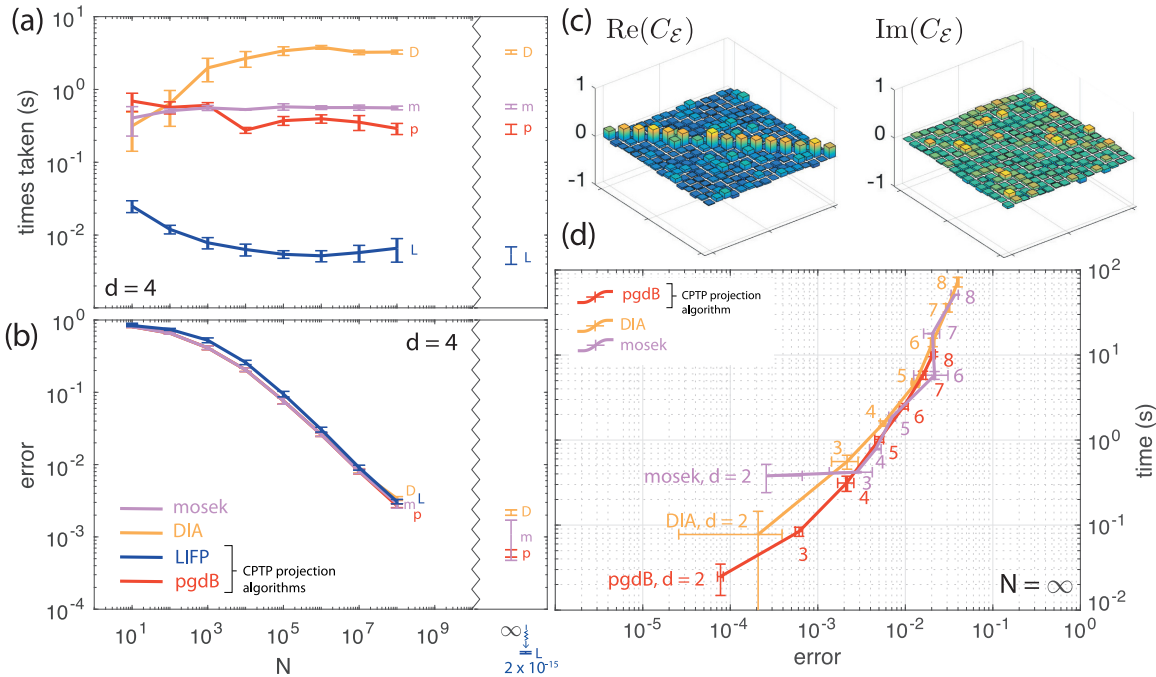 (a)
times taken (s)
10^1
10^0
10^-1
10^-2
10^-3
D
m
p
L
D
m
p
L
d = 4
(b)
error
10^0
10^-1
10^-2
10^-3
10^-4
d = 4
mosek
DIA
LIFP
pgdB
CPTP projection
algorithms
D
L
m
p
D
m
p
10^1
10^3
10^5
10^7
10^9
N
∞
L
2 x 10^-15
(c)
Re(C_ℰ)
Im(C_ℰ)
1
0
-1
1
0
-1
(d)
pgdB
CPTP projection
algorithm
DIA
mosek
8
8
7
7
6
8
5
6
7
4
6
5
3
5
4
mosek, d = 2
3
4
DIA, d = 2
3
pgdB, d = 2
N = ∞
10^2
10^1
10^0
10^-1
10^-2
time (s)
10^-5
10^-4
10^-3
10^-2
10^-1
10^0
error